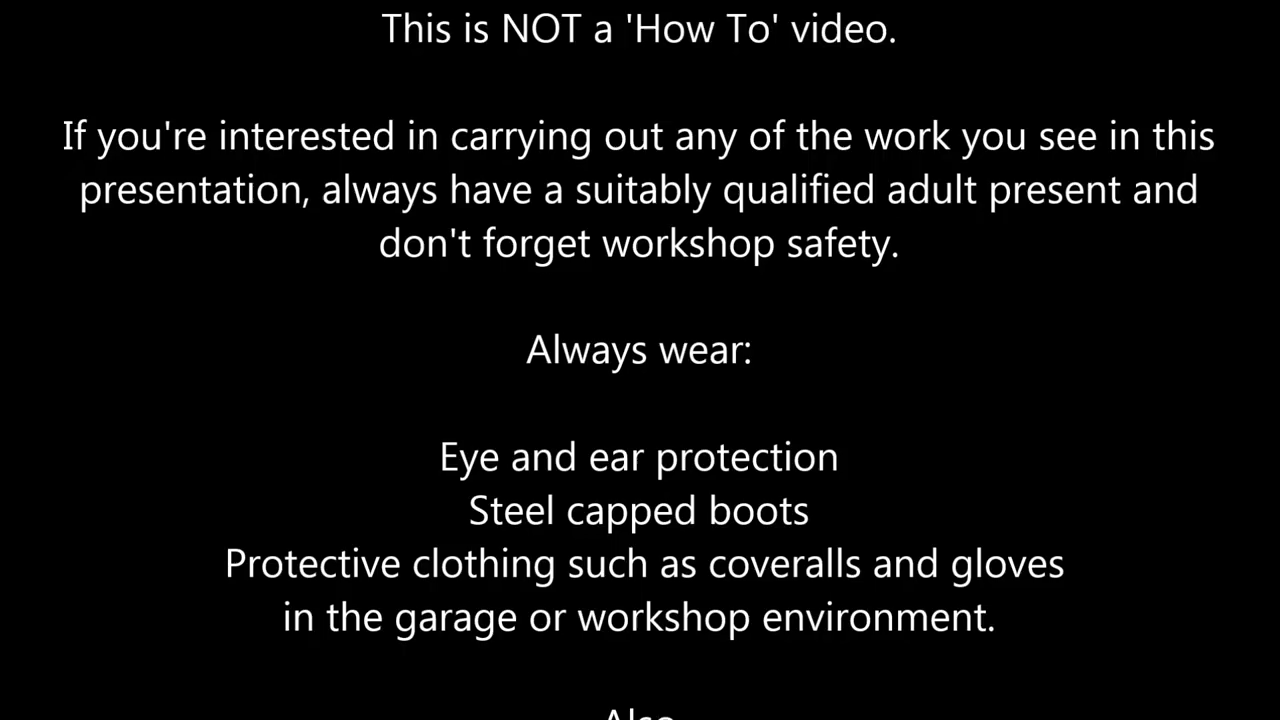 This is NOT a 'How To' video.
If you're interested in carrying out any of the work you see in this
presentation, always have a suitably qualified adult present and
don't forget workshop safety.
Always wear:
Eye and ear protection
Steel capped boots
Protective clothing such as coveralls and gloves
in the garage or workshop environment.
Also